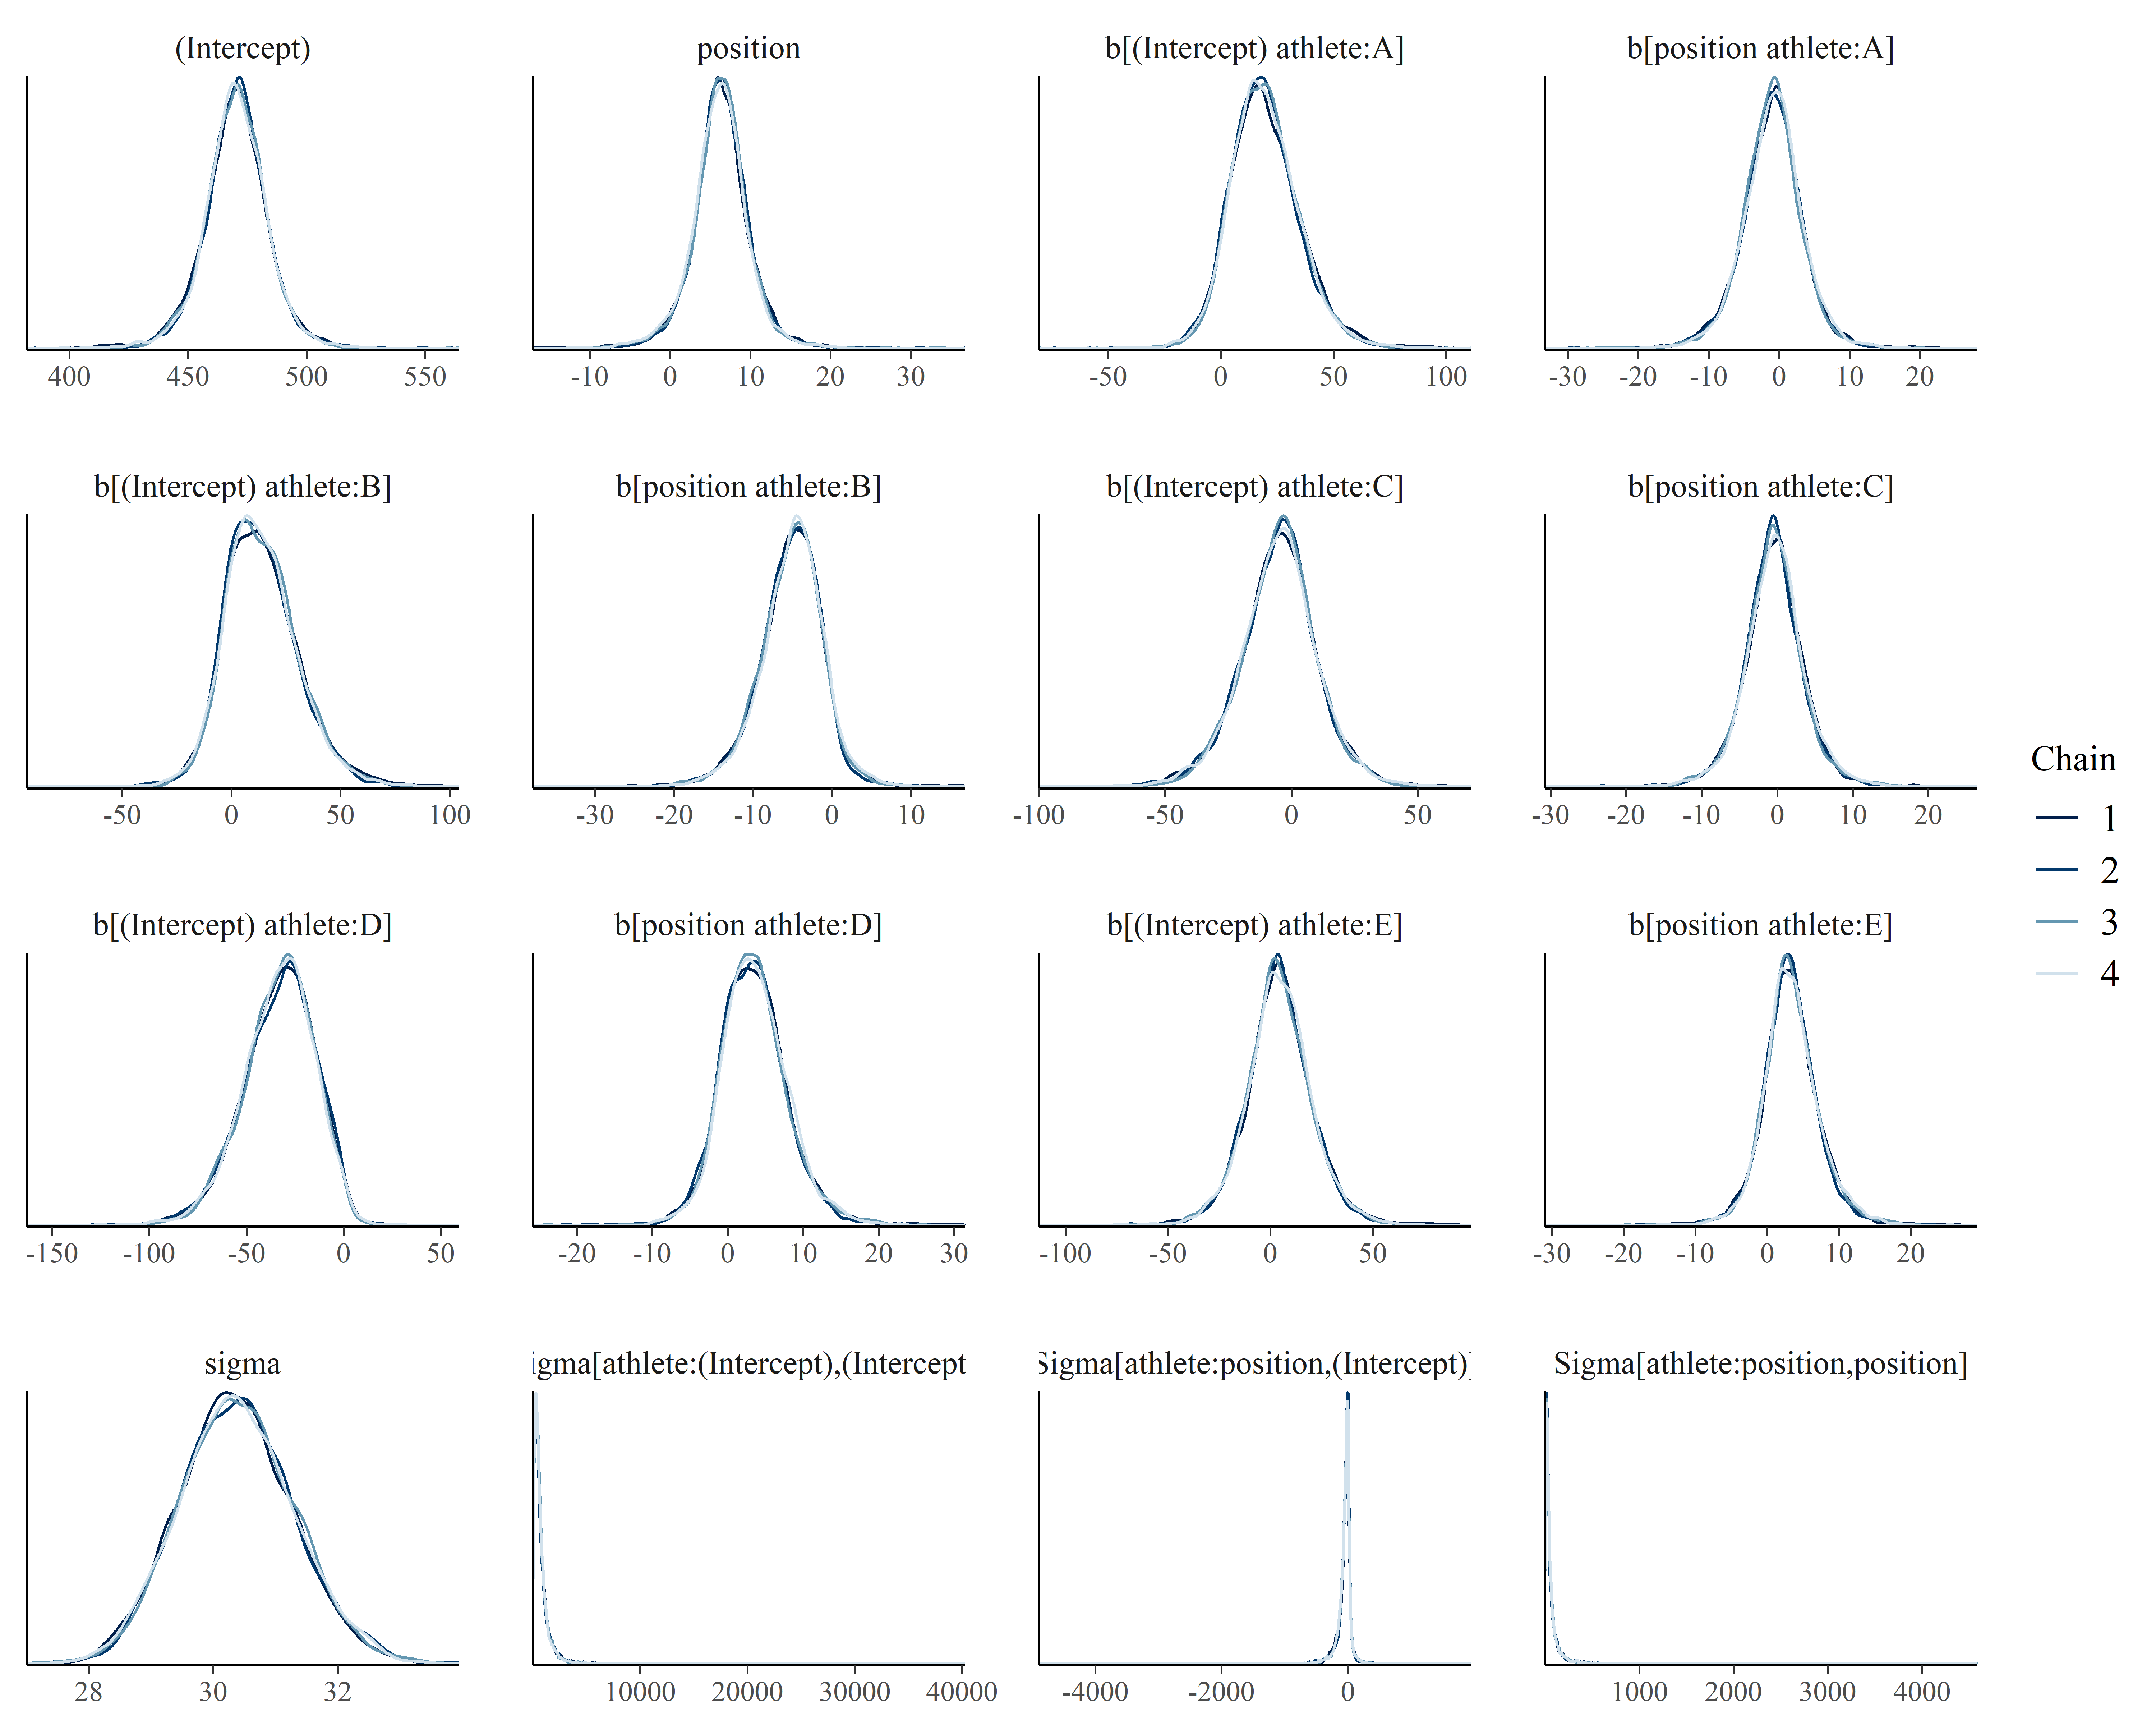 (Intercept) position b[(Intercept) athlete:A] b[position athlete:A]
400 450 500 550 -10 0 10 20 30 -50 0 50 100 -30 -20 -10 0 10 20
b[(Intercept) athlete:B] b[position athlete:B] b[(Intercept) athlete:C] b[position athlete:C]
-50 0 50 100 -30 -20 -10 0 10 -100 -50 0 50 -30 -20 -10 0 10 20
Chain
1
2
3
4
b[(Intercept) athlete:D] b[position athlete:D] b[(Intercept) athlete:E] b[position athlete:E]
-150 -100 -50 0 50 -20 -10 0 10 20 30 -100 -50 0 50 -30 -20 -10 0 10 20
sigma igma[athlete:(Intercept),(Intercept Sigma[athlete:position,(Intercept)] Sigma[athlete:position,position]
28 30 32 10000 20000 30000 40000 -4000 -2000 0 1000 2000 3000 4000